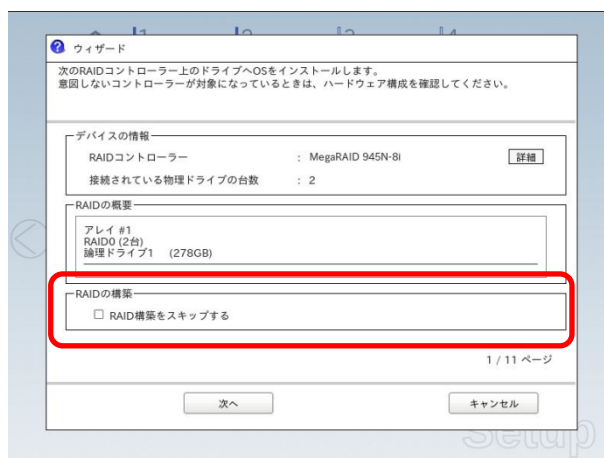 1 2 3 4
ウィザード
次のRAIDコントローラー上のドライブへOSをインストールします。
意図しないコントローラーが対象になっているときは、ハードウェア構成を確認してください。
デバイスの情報
RAIDコントローラー : MegaRAID 945N-8i 詳細
接続されている物理ドライブの台数 : 2
RAIDの概要
アレイ #1
RAID0 (2台)
論理ドライブ1 (278GB)
RAIDの構築
RAID構築をスキップする
1 / 11 ページ
次へ キャンセル
Setup